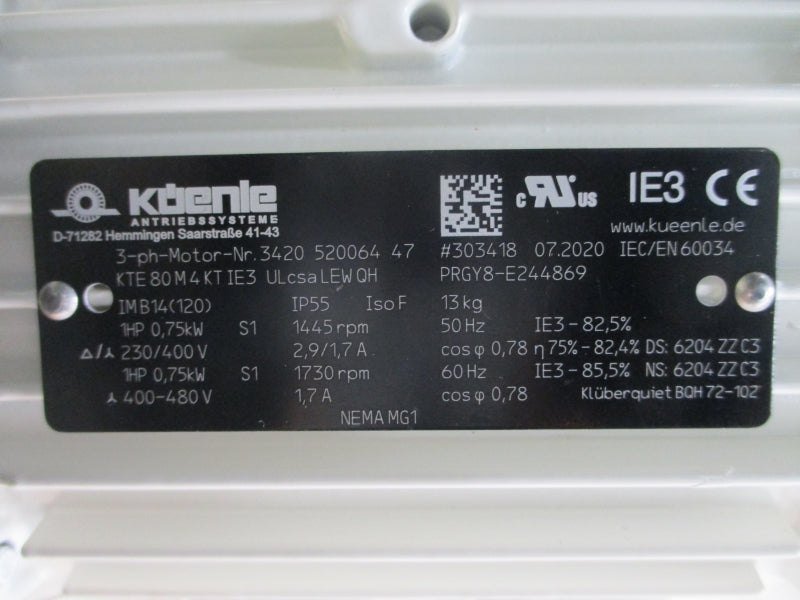 Küenle
ANTRIEBSSYSTEME
D-71282 Hemmingen Saarstraße 41-43
c UR US IE3 CE
www.kueenle.de
3-ph-Motor-Nr. 3420 520064 47 #303418 07.2020 IEC/EN 60034
KTE 80 M 4 KT IE3 ULcsa LEW QH PRGY8-E244869
IM B14(120) IP55 Iso F 13 kg
1HP 0,75kW S1 1445 rpm 50 Hz IE3-82,5%
△/⅄ 230/400 V 2,9/1,7 A cos φ 0,78 η 75% - 82,4% DS: 6204 ZZ C3
1HP 0,75kW S1 1730 rpm 60 Hz IE3-85,5% NS: 6204 ZZ C3
⅄ 400-480 V 1,7 A cos φ 0,78 Klüberquiet BQH 72-102
NEMA MG1